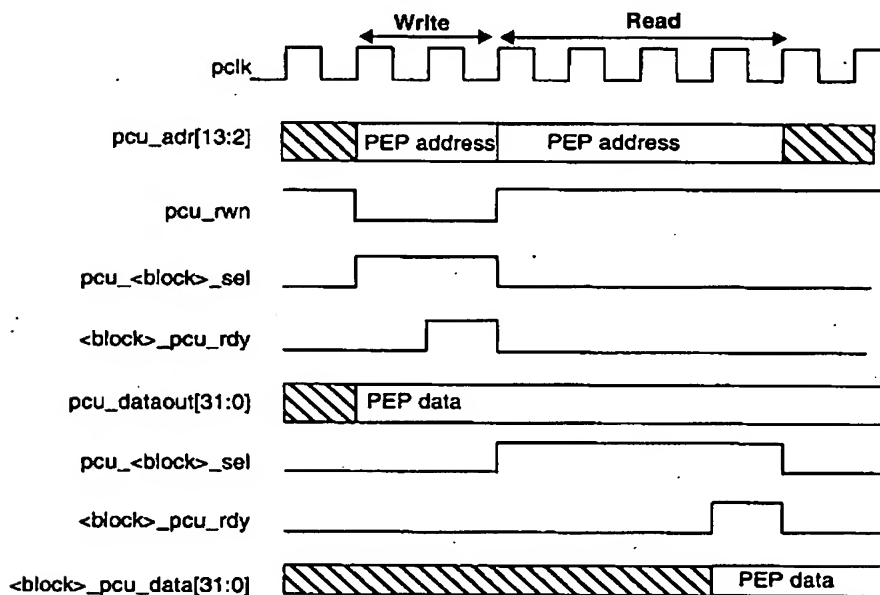 Write
Read
pclk
pcu_adr[13:2]
PEP address
PEP address
pcu_rwn
pcu_<block>_sel
<block>_pcu_rdy
pcu_dataout[31:0]
PEP data
pcu_<block>_sel
<block>_pcu_rdy
<block>_pcu_data[31:0]
PEP data